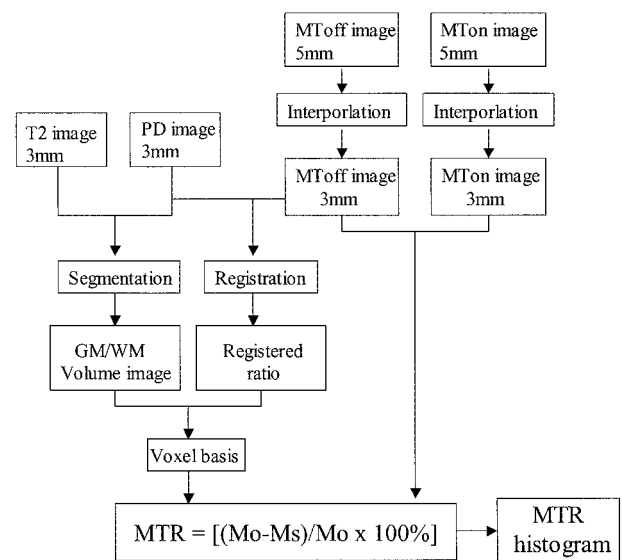 MToff image
5mm
MTon image
5mm
Interporlation
Interporlation
T2 image
3mm
PD image
3mm
MToff image
3mm
MTon image
3mm
Segmentation
Registration
GM/WM
Volume image
Registered
ratio
Voxel basis
MTR = [(Mo-Ms)/Mo x 100%]
MTR
histogram